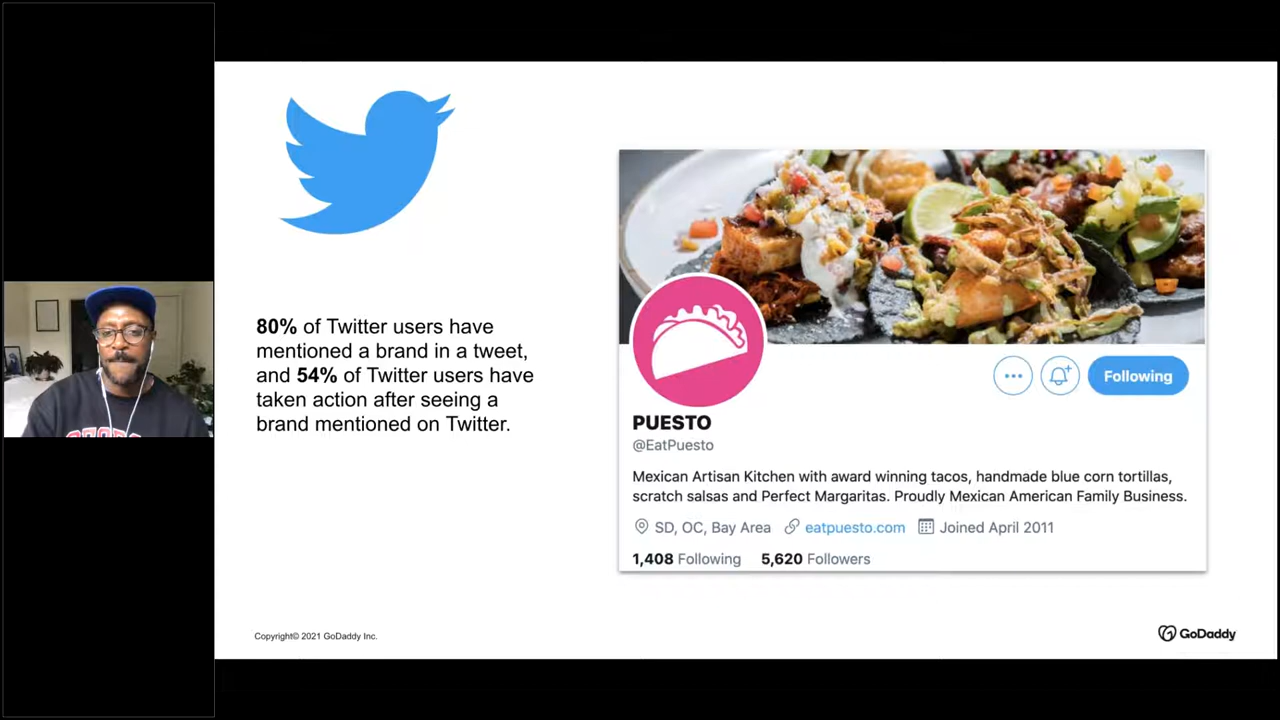 80% of Twitter users have
mentioned a brand in a tweet,
and 54% of Twitter users have
taken action after seeing a
brand mentioned on Twitter.
Following
PUESTO
@EatPuesto
Mexican Artisan Kitchen with award winning tacos, handmade blue corn tortillas,
scratch salsas and Perfect Margaritas. Proudly Mexican American Family Business.
SD, OC, Bay Area eatpuesto.com Joined April 2011
1,408 Following 5,620 Followers
Copyright© 2021 GoDaddy Inc.
GoDaddy